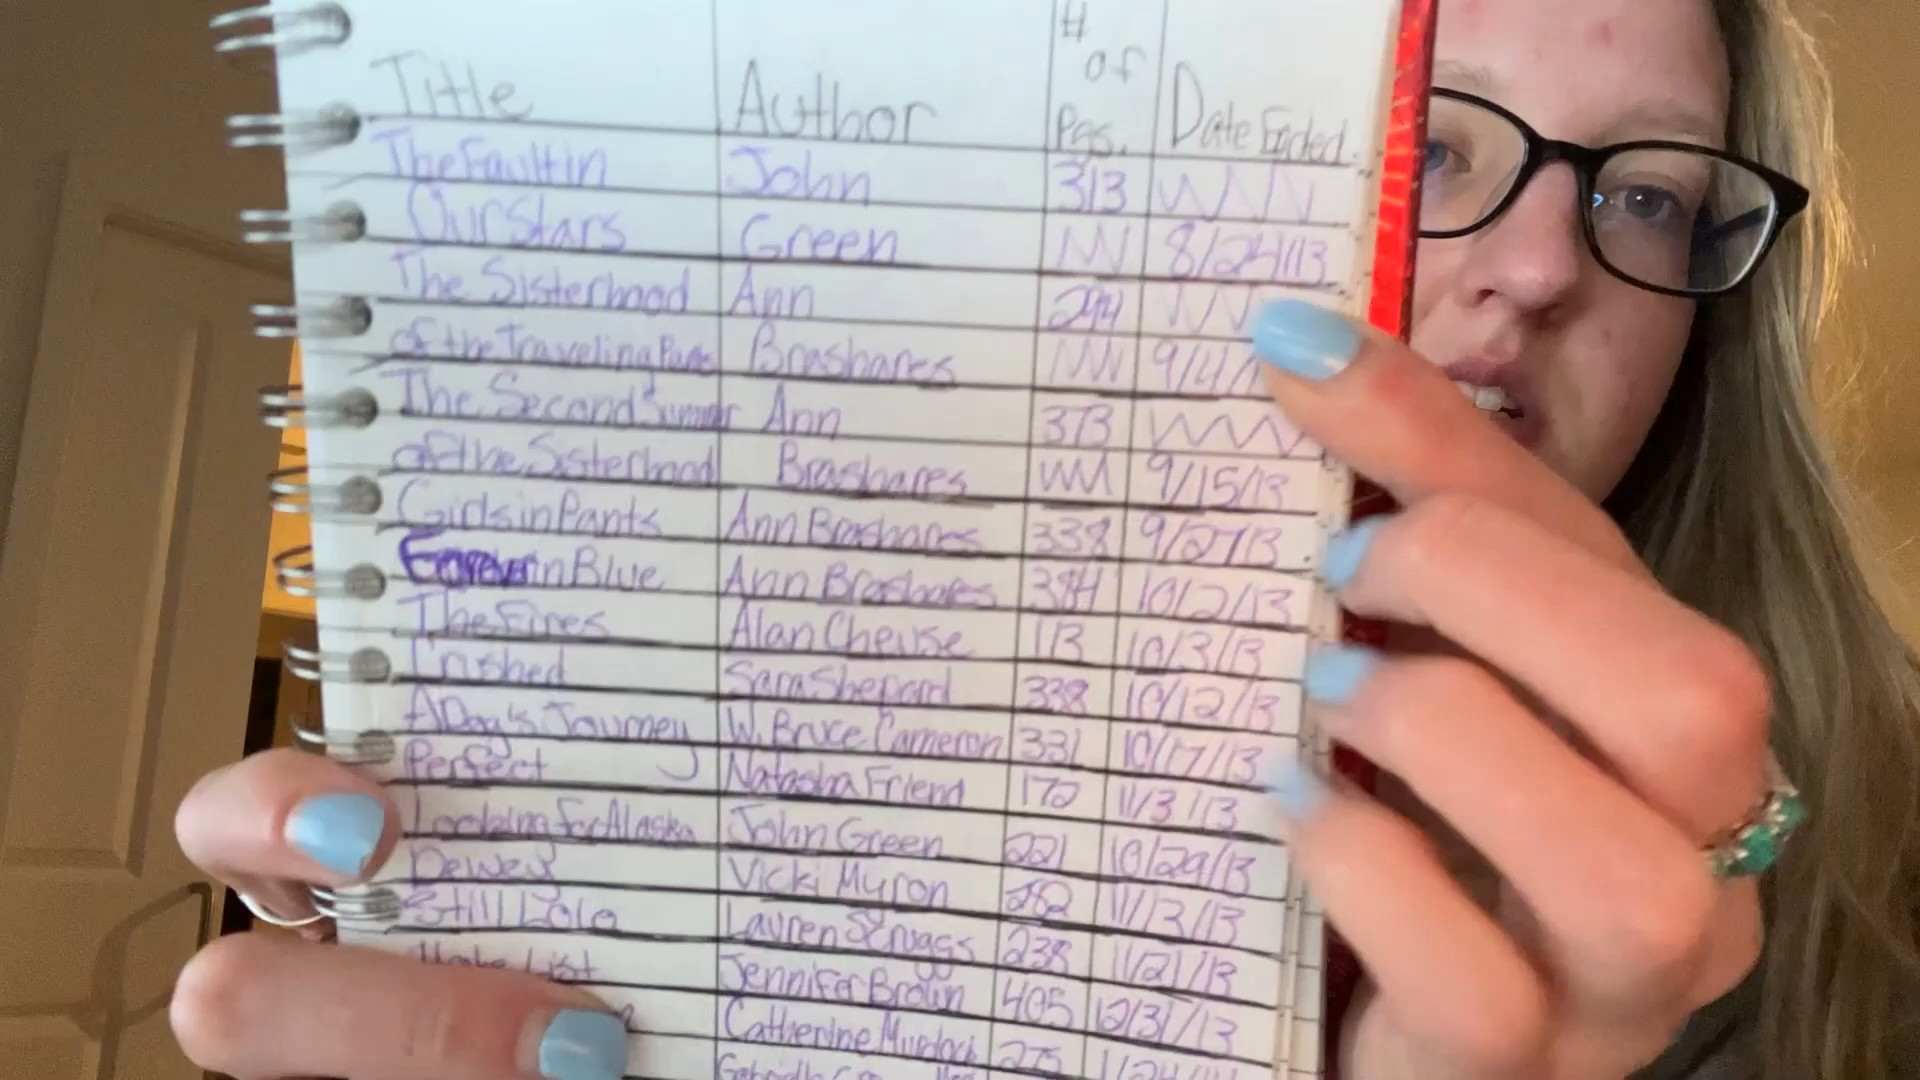 Title Author # of Pgs. Date Ended
The Fault in John 313
Our Stars Green 8/24/13
The Sisterhood Ann 294
of the Traveling Pants Brashares 9/4/
The Second Summer Ann 373
of the Sisterhood Brashares 9/15/13
Girls in Pants Ann Brashares 338 9/27/13
Forever in Blue Ann Brashares 384 10/2/13
The Fires Alan Cheuse 113 10/3/13
Crushed Sara Shepard 338 10/12/13
A Dog's Journey W. Bruce Cameron 331 10/17/13
Perfect Natasha Friend 172 11/3/13
Looking for Alaska John Green 221 10/29/13
Dewey Vicki Myron 282 11/13/13
Still Lolo Lauren Scruggs 238 11/21/13
Hate List Jennifer Brown 405 12/31/13
Catherine Murdock 275 1/24/14